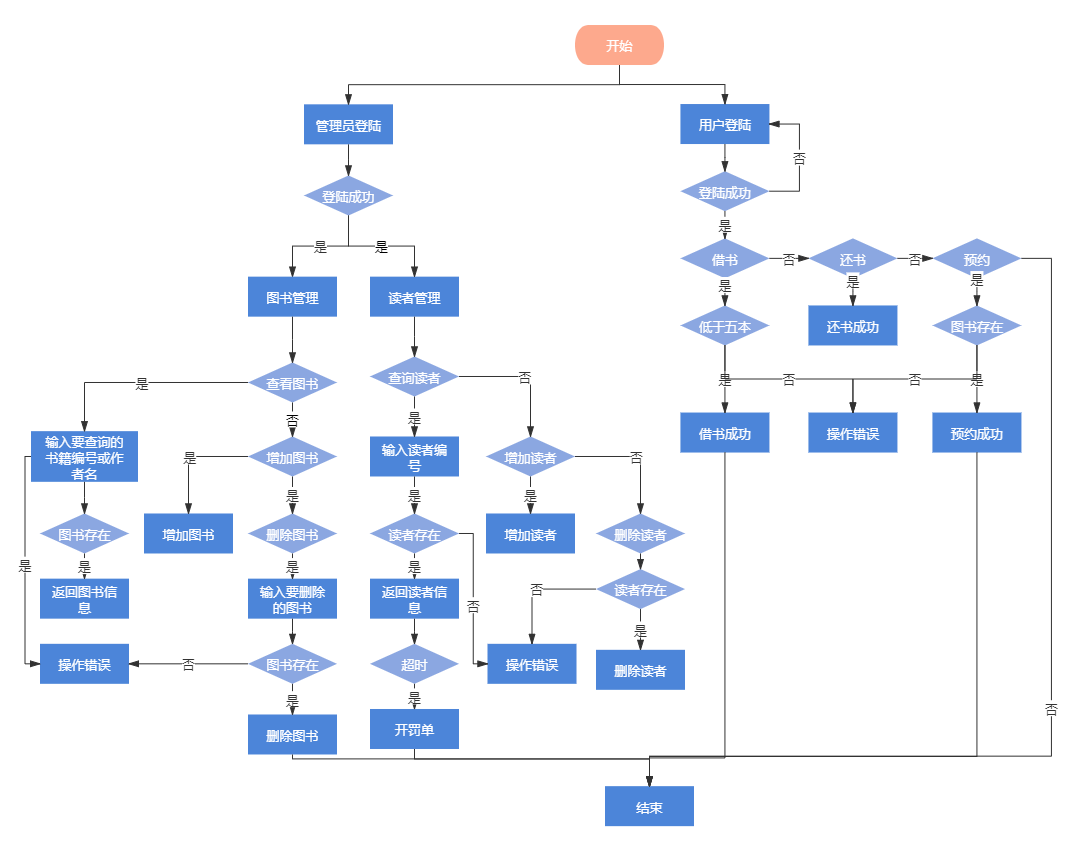 开始
管理员登陆
用户登陆
否
登陆成功
登陆成功
是
是
是
借书
否
还书
否
预约
图书管理
读者管理
是
是
是
低于五本
还书成功
图书存在
查看图书
是
查询读者
否
是
否
否
是
否
是
借书成功
操作错误
预约成功
输入要查询的
书籍编号或作
者名
是
增加图书
输入读者编
号
增加读者
否
是
是
是
图书存在
增加图书
删除图书
读者存在
增加读者
删除读者
是
是
是
是
返回图书信
息
输入要删除
的图书
返回读者信
息
否
否
读者存在
是
操作错误
否
图书存在
超时
操作错误
删除读者
是
是
否
删除图书
开罚单
结束